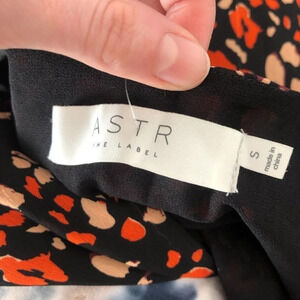 ASTR
THE LABEL
S
made in
china